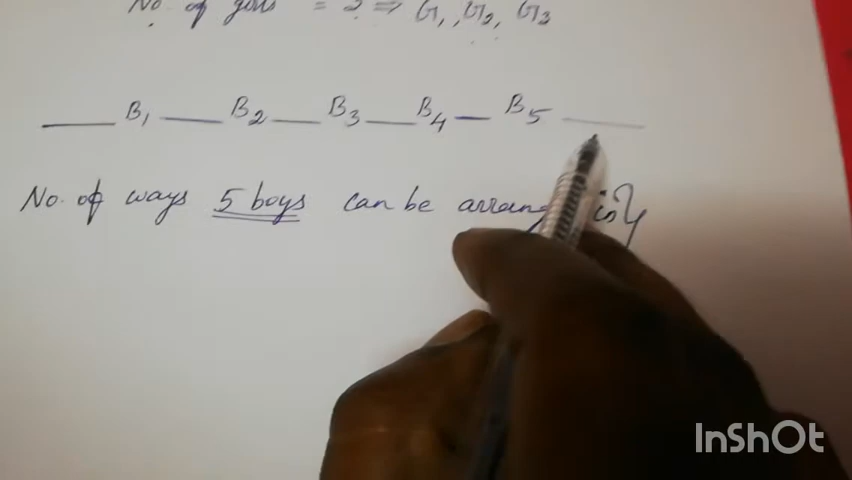 No. of girls = 3 ⇒ G1, G2, G3
___ B1 ___ B2 ___ B3 ___ B4 ___ B5 ___
No. of ways 5 boys can be is
InShOt